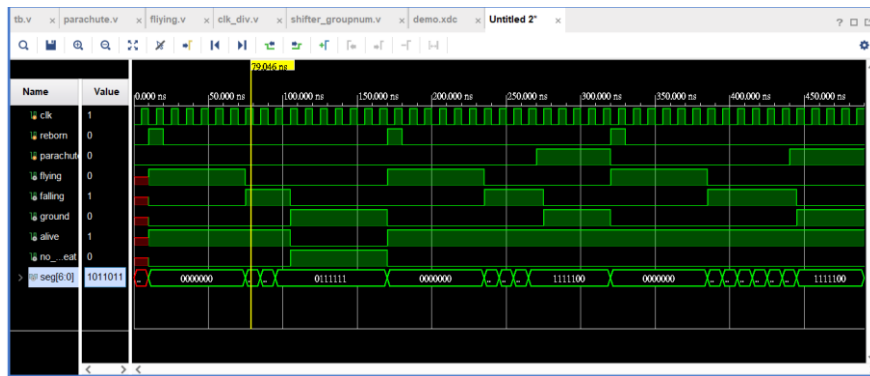 tb.v × parachute.v × fliying.v × clk_div.v × shifter_groupnum.v × demo.xdc × Untitled 2* ×
79.046 ns
Name Value
0.000 ns 50.000 ns 100.000 ns 150.000 ns 200.000 ns 250.000 ns 300.000 ns 350.000 ns 400.000 ns 450.000 ns
clk 1
reborn 0
parachute 0
flying 0
falling 1
ground 0
alive 1
no_...eat 0
seg[6:0] 1011011 .. 0000000 .. .. 0111111 0000000 .. .. .. 1111100 0000000 .. .. .. .. .. .. 1111100